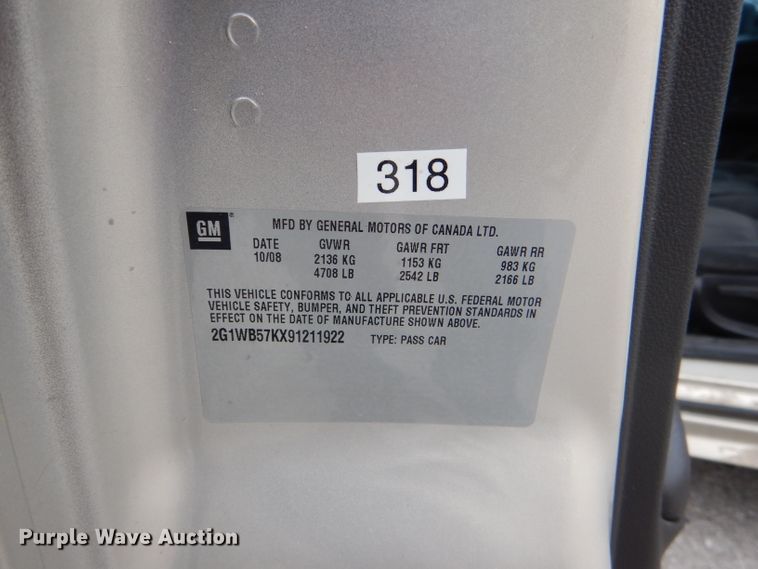 318
GM®
MFD BY GENERAL MOTORS OF CANADA LTD.
DATE GVWR GAWR FRT GAWR RR
10/08 2136 KG 1153 KG 983 KG
4708 LB 2542 LB 2166 LB
THIS VEHICLE CONFORMS TO ALL APPLICABLE U.S. FEDERAL MOTOR
VEHICLE SAFETY, BUMPER, AND THEFT PREVENTION STANDARDS IN
EFFECT ON THE DATE OF MANUFACTURE SHOWN ABOVE.
2G1WB57KX91211922 TYPE: PASS CAR
Purple Wave Auction